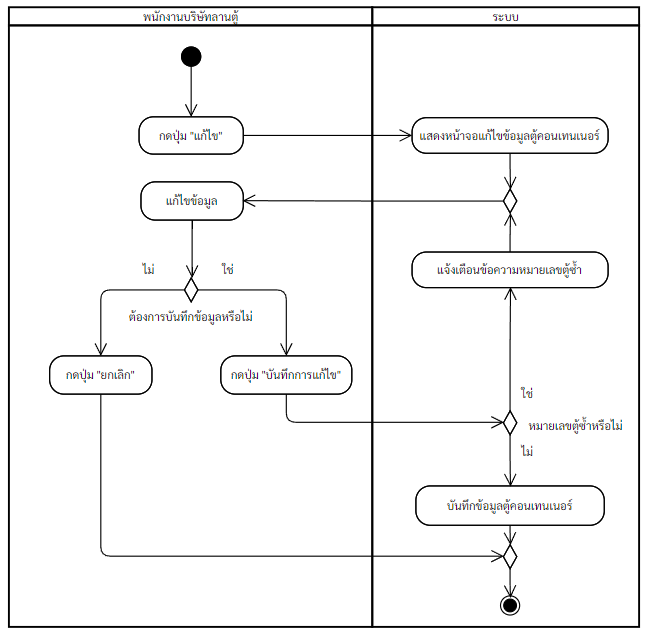 พนักงานบริษัทลานตู้
ระบบ
กดปุ่ม "แก้ไข"
แสดงหน้าจอแก้ไขข้อมูลตู้คอนเทนเนอร์
แก้ไขข้อมูล
แจ้งเตือนข้อความหมายเลขตู้ซ้ำ
ไม่
ใช่
ต้องการบันทึกข้อมูลหรือไม่
กดปุ่ม "ยกเลิก"
กดปุ่ม "บันทึกการแก้ไข"
ใช่
หมายเลขตู้ซ้ำหรือไม่
ไม่
บันทึกข้อมูลตู้คอนเทนเนอร์